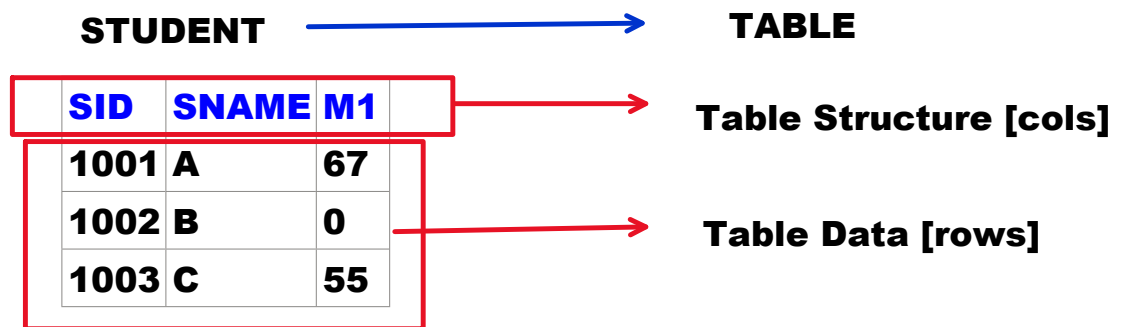 STUDENT TABLE
SID SNAME M1 Table Structure [cols]
1001 A 67
1002 B 0 Table Data [rows]
1003 C 55